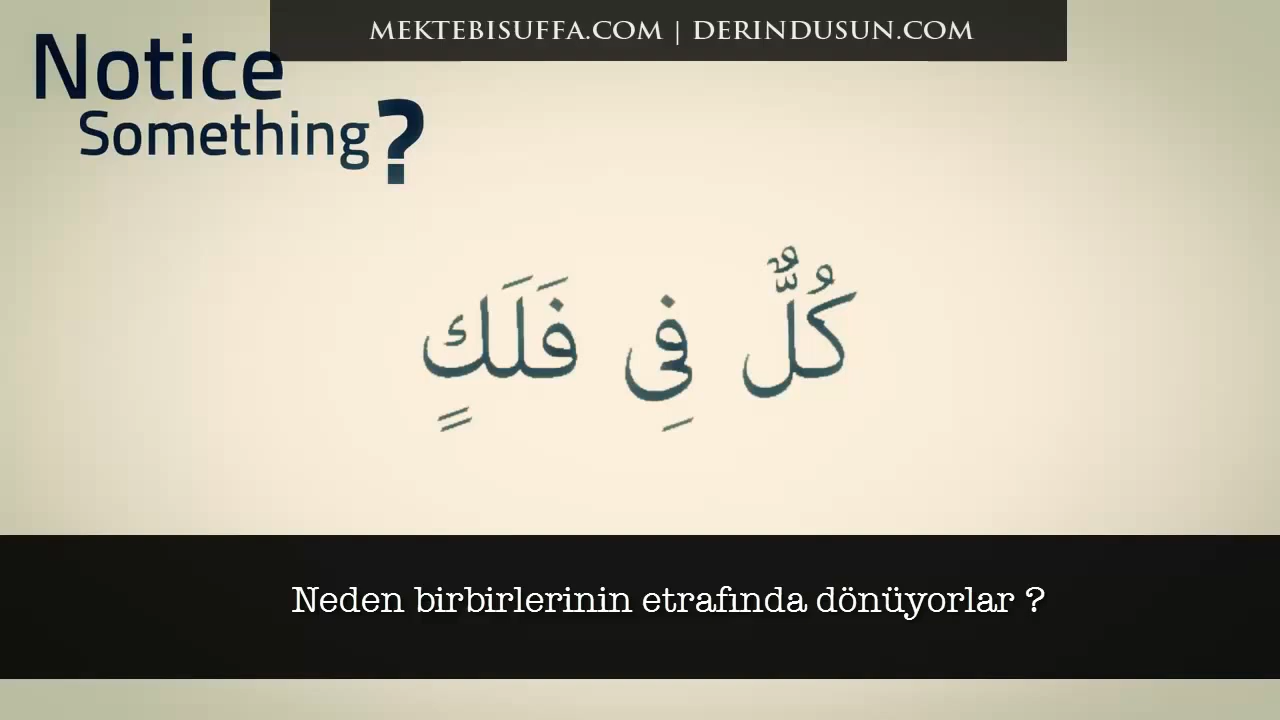 MEKTEBISUFFA.COM | DERINDUSUN.COM
Notice
Something?
كُلٌّ فِي فَلَكٍ
Neden birbirlerinin etrafında dönüyorlar ?